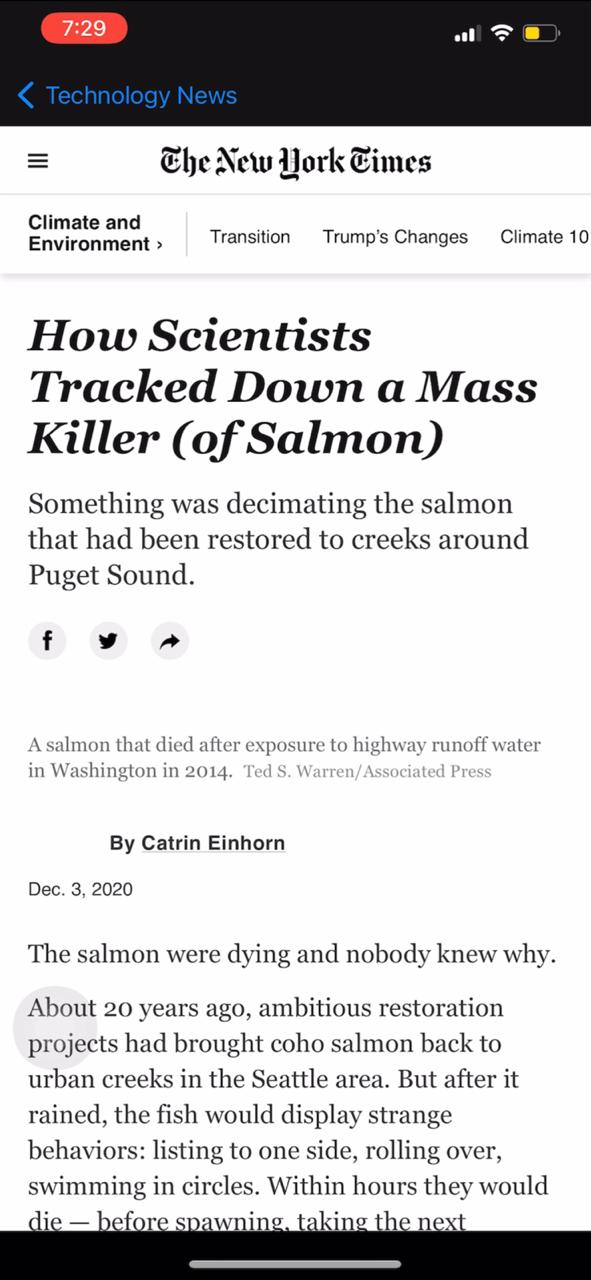 7:29
Technology News
The New York Times
Climate and
Environment ›
Transition
Trump’s Changes
Climate 10
How Scientists
Tracked Down a Mass
Killer (of Salmon)
Something was decimating the salmon
that had been restored to creeks around
Puget Sound.
A salmon that died after exposure to highway runoff water
in Washington in 2014. Ted S. Warren/Associated Press
By Catrin Einhorn
Dec. 3, 2020
The salmon were dying and nobody knew why.
About 20 years ago, ambitious restoration
projects had brought coho salmon back to
urban creeks in the Seattle area. But after it
rained, the fish would display strange
behaviors: listing to one side, rolling over,
swimming in circles. Within hours they would
die — before spawning, taking the next